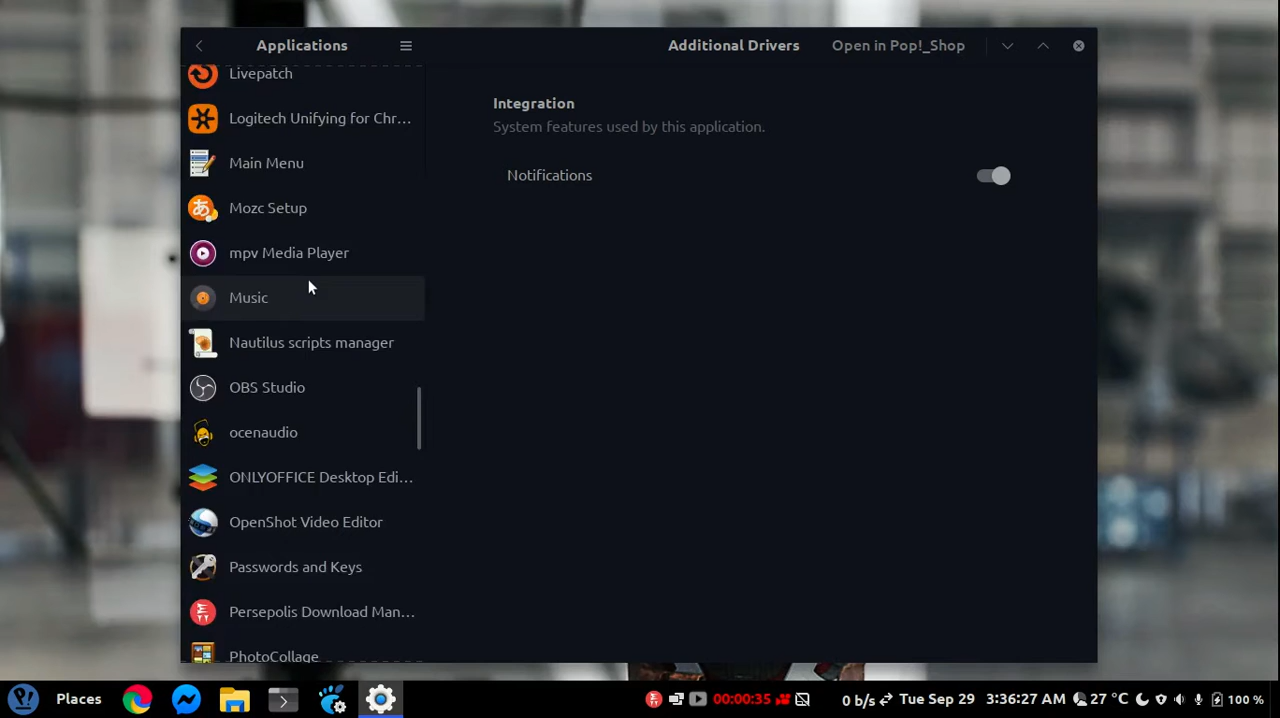 Applications
Additional Drivers
Open in Pop!_Shop
Livepatch
Logitech Unifying for Chr...
Main Menu
Mozc Setup
mpv Media Player
Music
Nautilus scripts manager
OBS Studio
ocenaudio
ONLYOFFICE Desktop Edi...
OpenShot Video Editor
Passwords and Keys
Persepolis Download Man...
PhotoCollage
Integration
System features used by this application.
Notifications
Places
00:00:35
0 b/s
Tue Sep 29
3:36:27 AM
27 °C
100 %